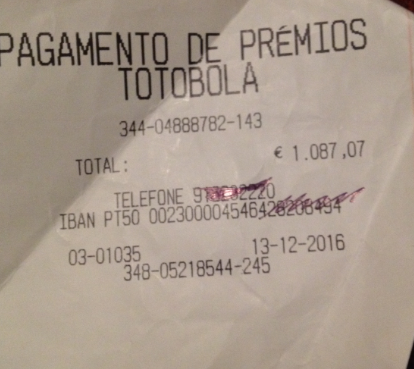 PAGAMENTO DE PRÉMIOS
TOTOBOLA
344-04888782-143
TOTAL: € 1.087,07
TELEFONE
IBAN PT50
03-01035 13-12-2016
348-05218544-245